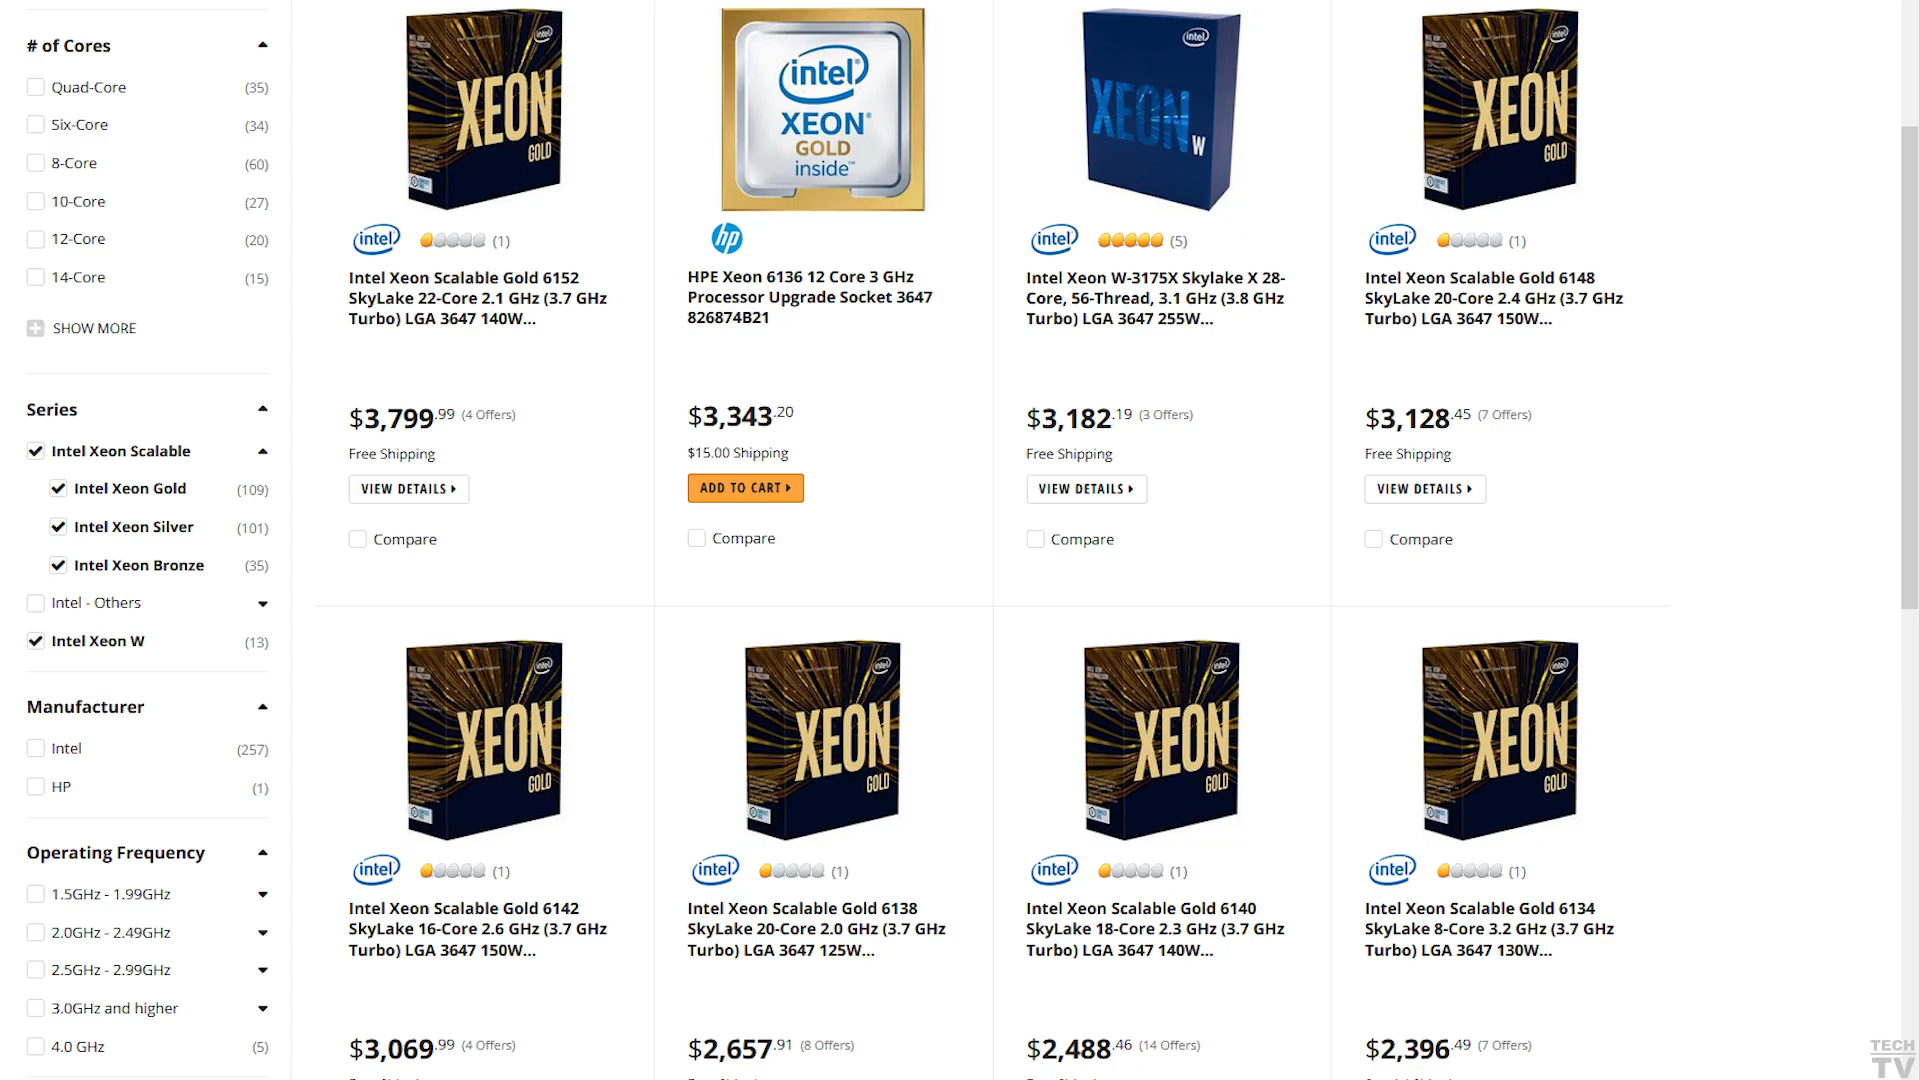 # of Cores
Quad-Core (35)
Six-Core (34)
8-Core (60)
10-Core (27)
12-Core (20)
14-Core (15)
SHOW MORE
Series
Intel Xeon Scalable
Intel Xeon Gold (109)
Intel Xeon Silver (101)
Intel Xeon Bronze (35)
Intel - Others
Intel Xeon W (13)
Manufacturer
Intel (257)
HP (1)
Operating Frequency
1.5GHz - 1.99GHz
2.0GHz - 2.49GHz
2.5GHz - 2.99GHz
3.0GHz and higher
4.0 GHz (5)
intel
XEON
GOLD
intel (1)
Intel Xeon Scalable Gold 6152
SkyLake 22-Core 2.1 GHz (3.7 GHz
Turbo) LGA 3647 140W...
$3,799.99 (4 Offers)
Free Shipping
VIEW DETAILS
Compare
intel®
XEON®
GOLD
inside™
hp
HPE Xeon 6136 12 Core 3 GHz
Processor Upgrade Socket 3647
826874B21
$3,343.20
$15.00 Shipping
ADD TO CART
Compare
intel
XEON
W
intel (5)
Intel Xeon W-3175X Skylake X 28-
Core, 56-Thread, 3.1 GHz (3.8 GHz
Turbo) LGA 3647 255W...
$3,182.19 (3 Offers)
Free Shipping
VIEW DETAILS
Compare
intel
XEON
GOLD
intel (1)
Intel Xeon Scalable Gold 6148
SkyLake 20-Core 2.4 GHz (3.7 GHz
Turbo) LGA 3647 150W...
$3,128.45 (7 Offers)
Free Shipping
VIEW DETAILS
Compare
intel
XEON
GOLD
intel (1)
Intel Xeon Scalable Gold 6142
SkyLake 16-Core 2.6 GHz (3.7 GHz
Turbo) LGA 3647 150W...
$3,069.99 (4 Offers)
intel
XEON
GOLD
intel (1)
Intel Xeon Scalable Gold 6138
SkyLake 20-Core 2.0 GHz (3.7 GHz
Turbo) LGA 3647 125W...
$2,657.91 (8 Offers)
intel
XEON
GOLD
intel (1)
Intel Xeon Scalable Gold 6140
SkyLake 18-Core 2.3 GHz (3.7 GHz
Turbo) LGA 3647 140W...
$2,488.46 (14 Offers)
intel
XEON
GOLD
intel (1)
Intel Xeon Scalable Gold 6134
SkyLake 8-Core 3.2 GHz (3.7 GHz
Turbo) LGA 3647 130W...
$2,396.49 (7 Offers)
TECH
TV